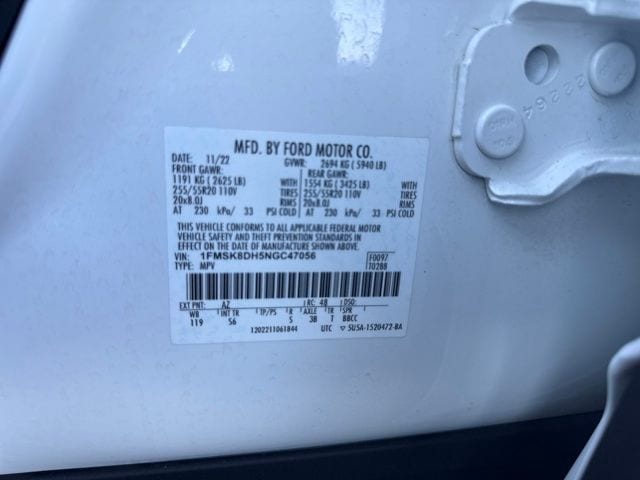 MFD. BY FORD MOTOR CO.
DATE: 11/22 GVWR: 2694 KG ( 5940 LB)
FRONT GAWR: REAR GAWR:
1191 KG (2625 LB) WITH 1554 KG (3425 LB) WITH
255/55R20 110V TIRES 255/55R20 110V TIRES
20x8.0J RIMS 20x8.0J RIMS
AT 230 kPa/ 33 PSI COLD AT 230 kPa/ 33 PSI COLD
THIS VEHICLE CONFORMS TO ALL APPLICABLE FEDERAL MOTOR
VEHICLE SAFETY AND THEFT PREVENTION STANDARDS IN
EFFECT ON THE DATE OF MANUFACTURE SHOWN ABOVE.
VIN: 1FMSK8DH5NGC47056 F0097
TYPE: MPV T0288
EXT PNT: AZ RC: 48 DSO:
WB INT TR TP/PS R AXLE TR SPR
119 S6 S 3B T BBCC
1202211061844 UTC ▽ 5U5A-1520472-BA
22264